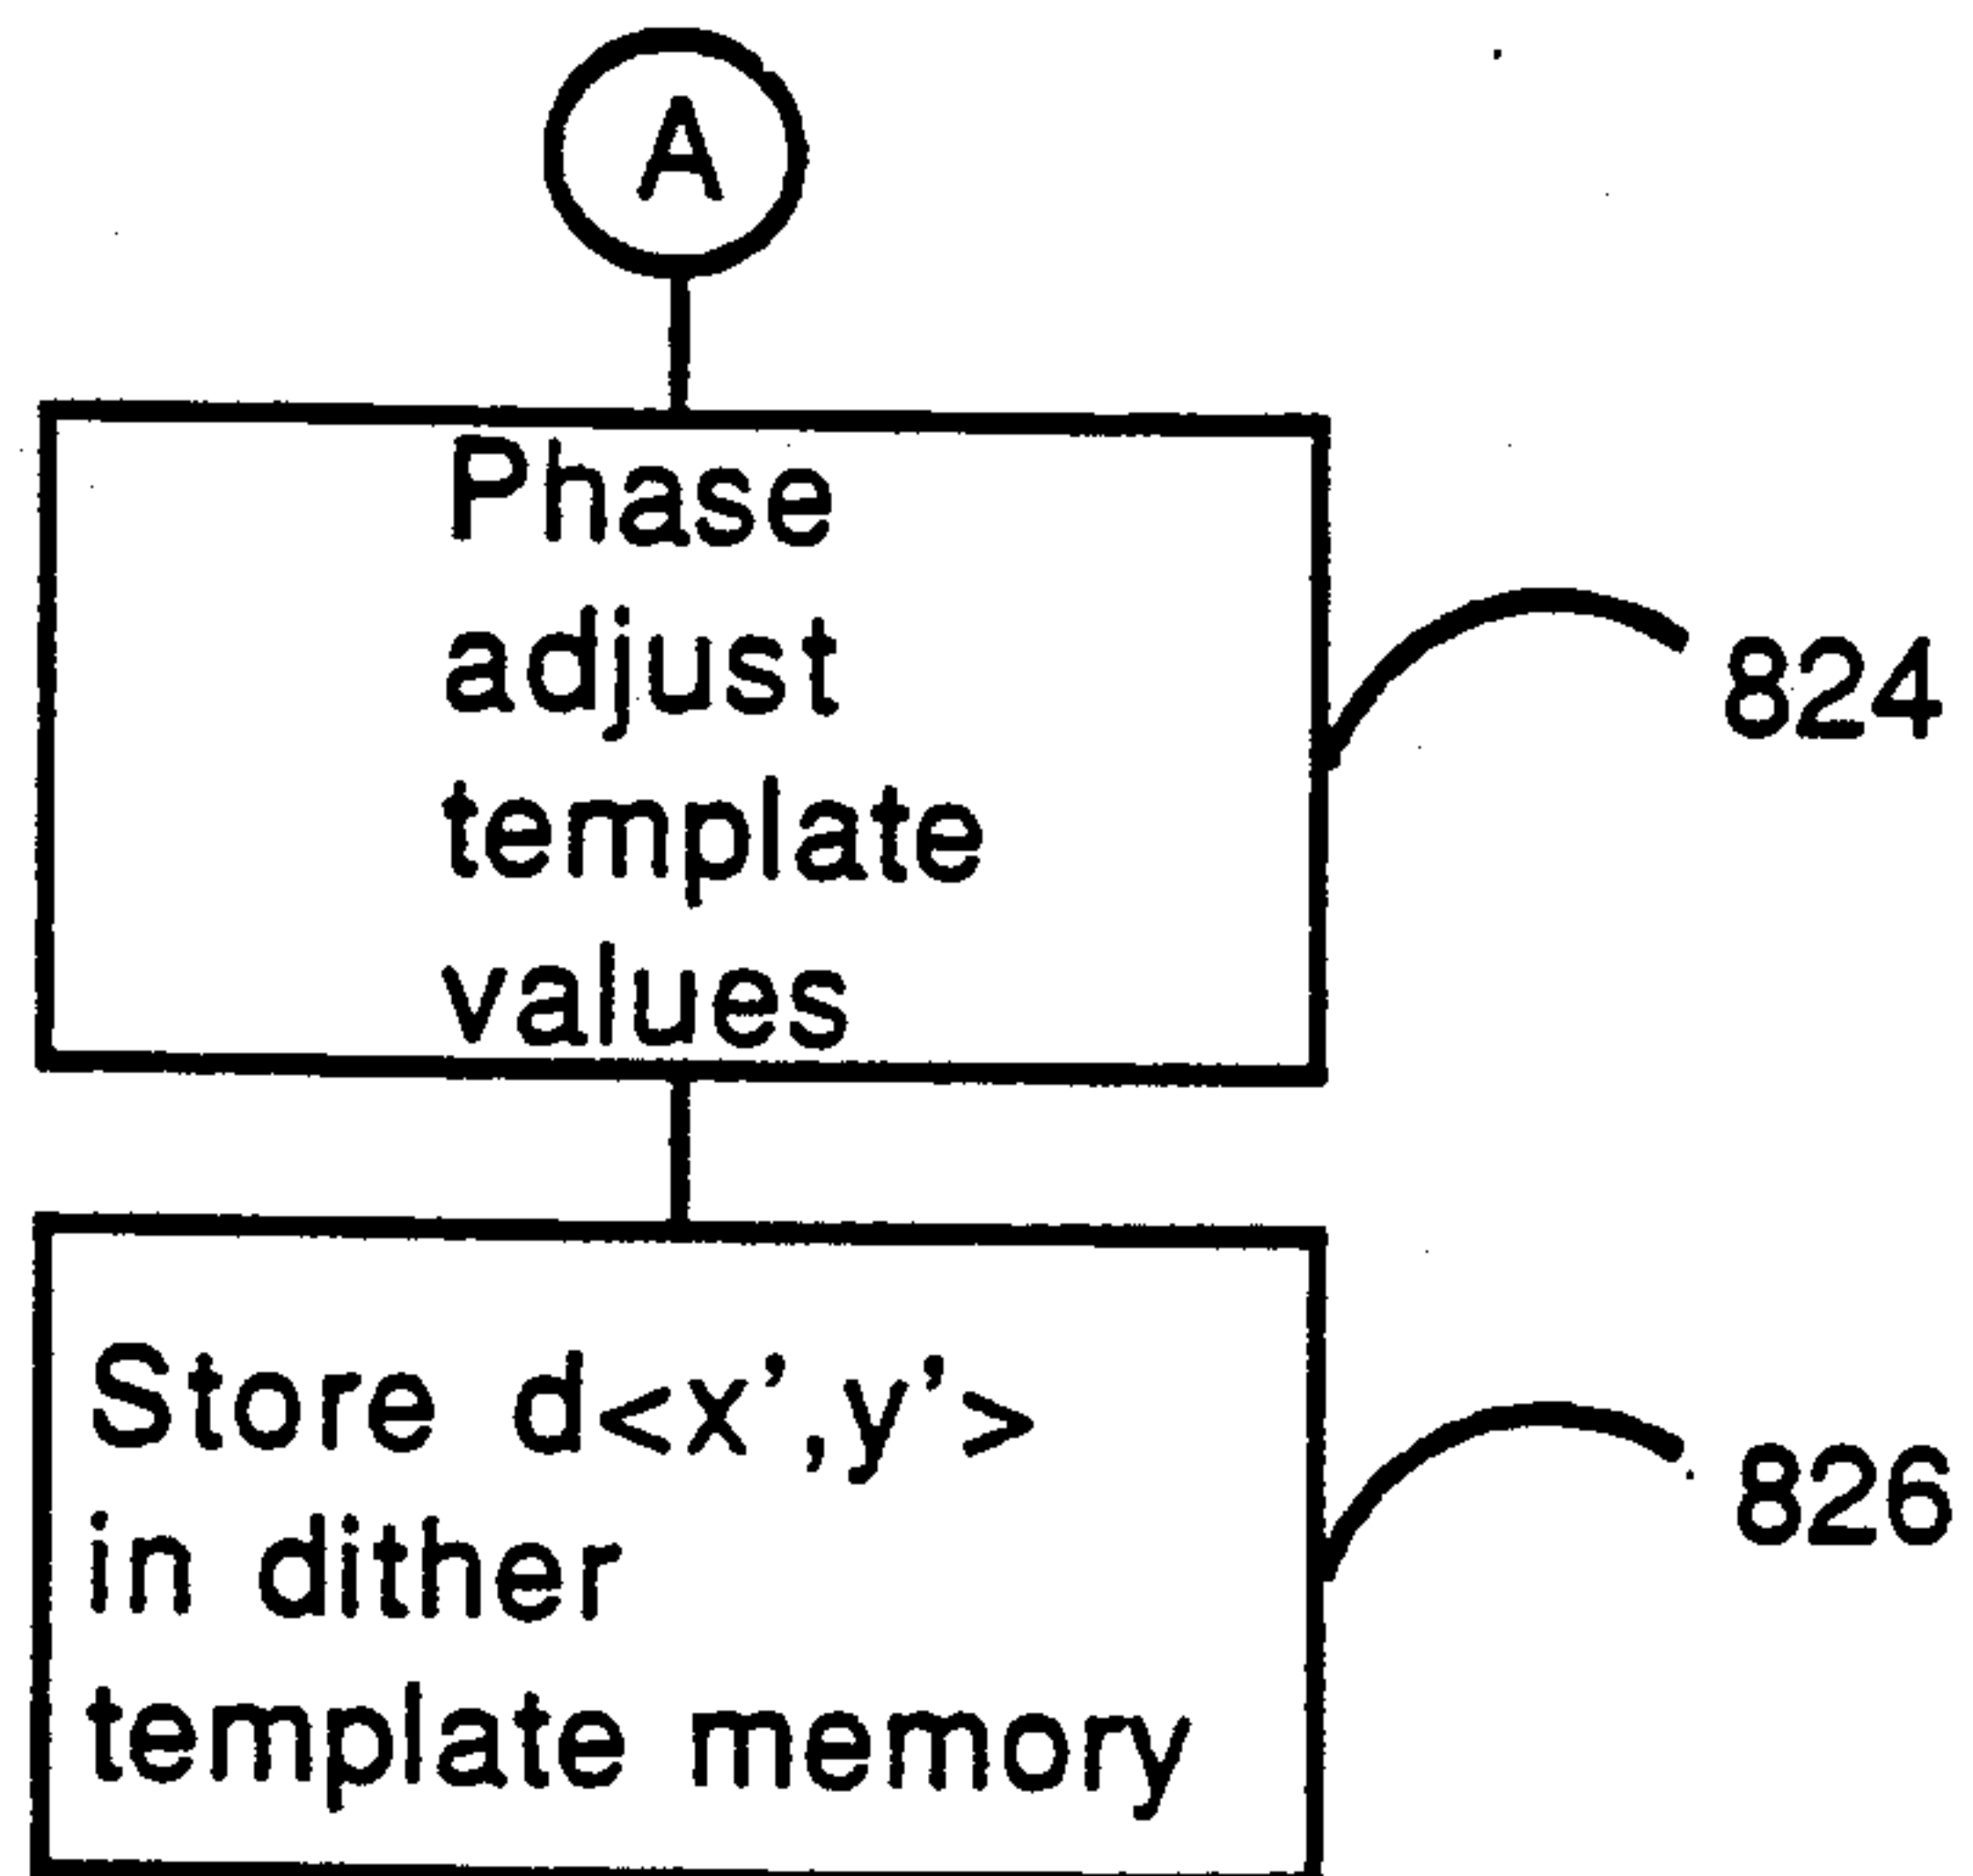 A
Phase
adjust
template
values
824
Store d<x',y'>
in dither
template memory
826